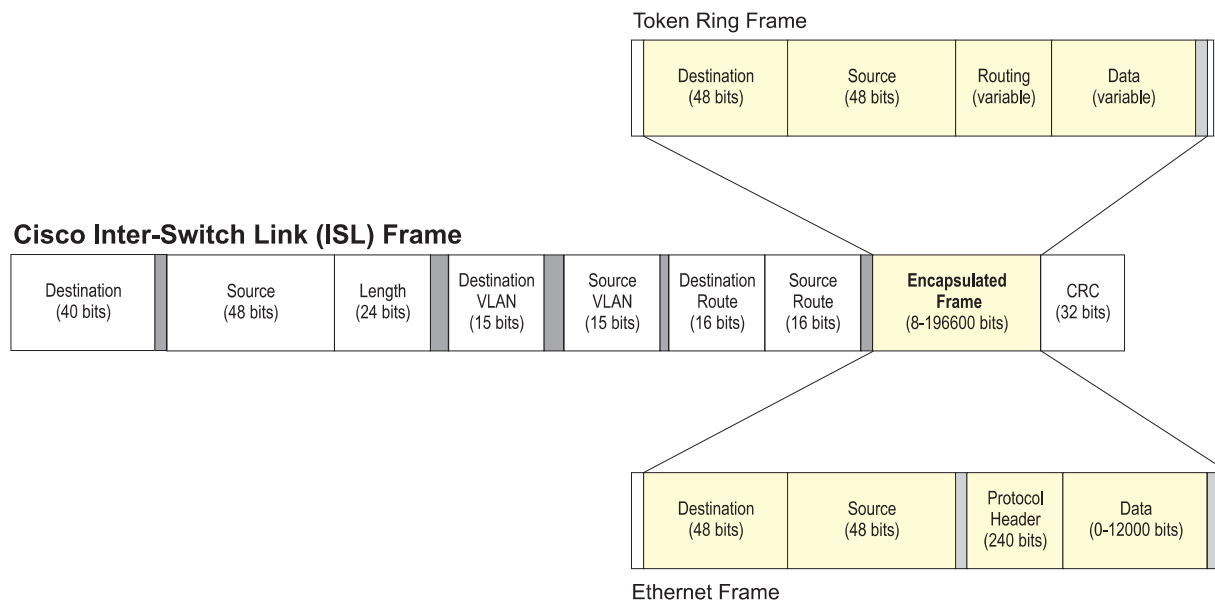 Token Ring Frame
Destination
(48 bits)
Source
(48 bits)
Routing
(variable)
Data
(variable)
Cisco Inter-Switch Link (ISL) Frame
Destination
(40 bits)
Source
(48 bits)
Length
(24 bits)
Destination
VLAN
(15 bits)
Source
VLAN
(15 bits)
Destination
Route
(16 bits)
Source
Route
(16 bits)
Encapsulated
Frame
(8-196600 bits)
CRC
(32 bits)
Destination
(48 bits)
Source
(48 bits)
Protocol
Header
(240 bits)
Data
(0-12000 bits)
Ethernet Frame